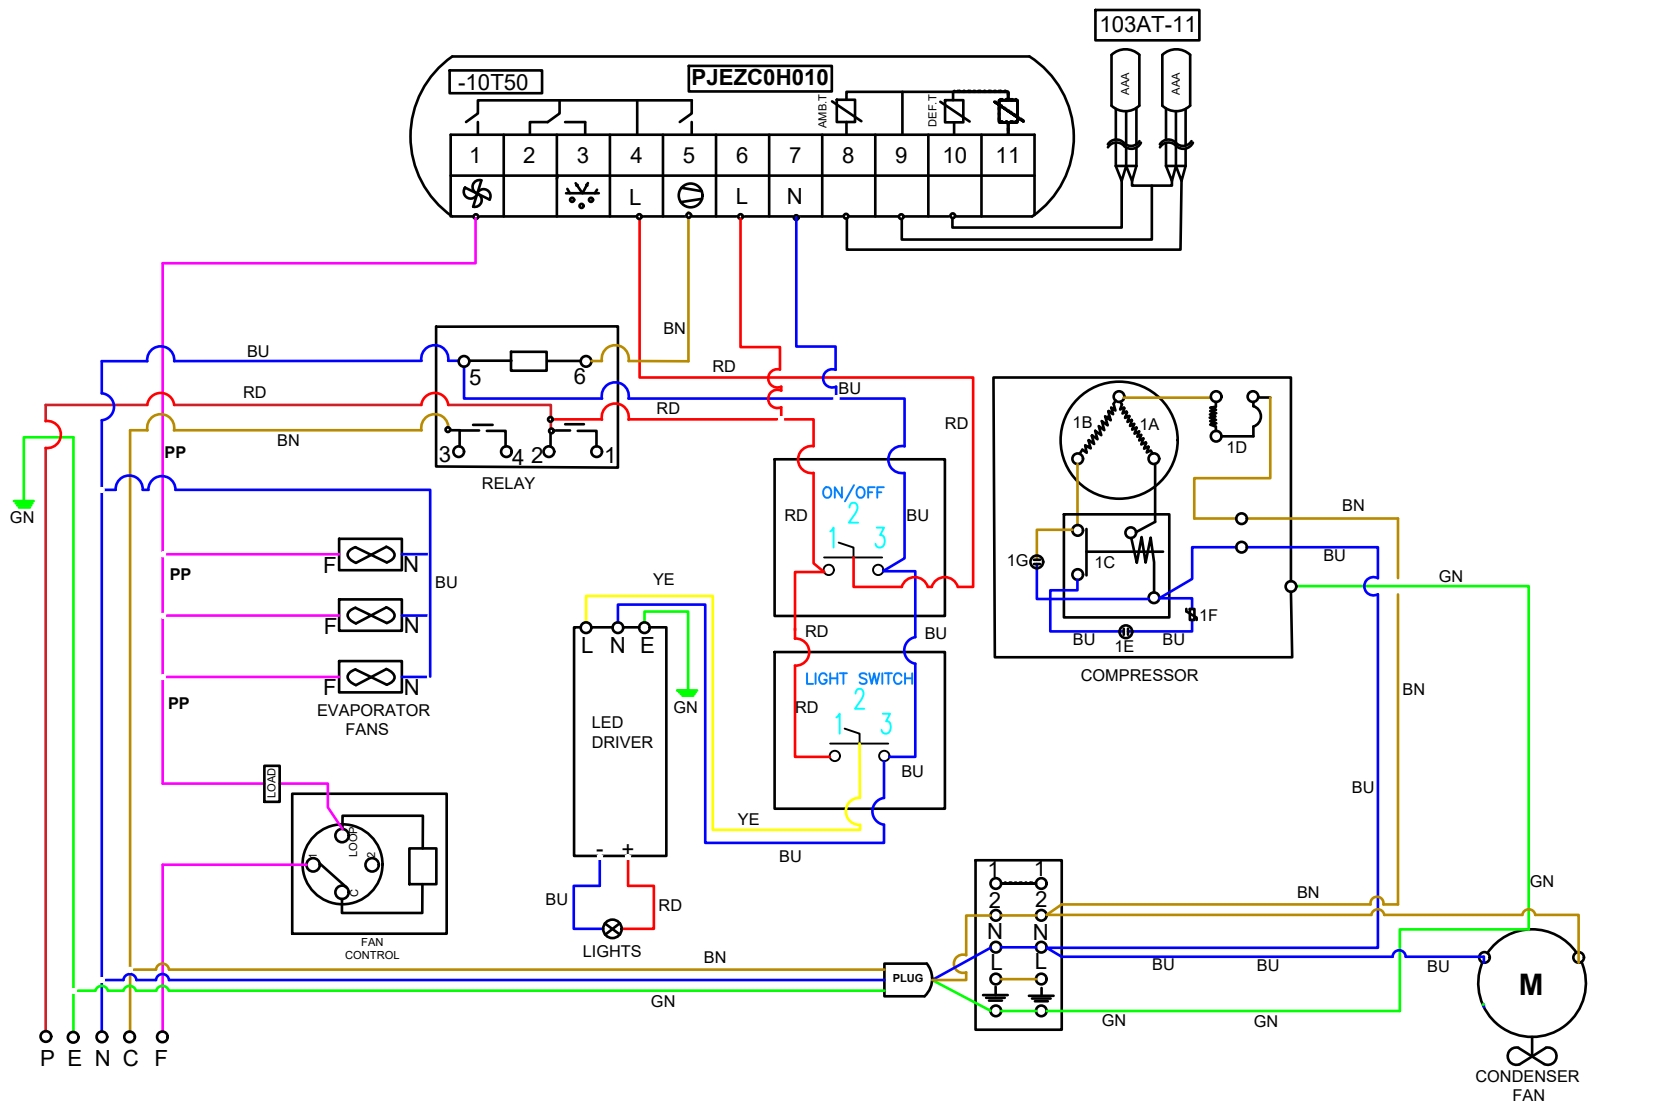 103AT-11
-10T50
PJEZC0H010
AAA
AAA
AMB.T
DEF.T
1 2 3 4 5 6 7 8 9 10 11
L L N
BN
BU
RD
BU
5 6
RD
RD
RD
BN
PP
3 4 2 1
RELAY
GN
1B 1A
1D
ON/OFF
2
1 3
RD
BU
BN
BU
1G
1C
GN
F N
PP
BU
F N
YE
1F
BU
1E
BU
COMPRESSOR
RD
BU
L N E
F N
PP
EVAPORATOR
FANS
GN
LIGHT SWITCH
RD
2
1 3
BN
LED
DRIVER
BU
LOAD
BU
YE
BU
LOOP
1
2
C
- +
BU
RD
LIGHTS
FAN
CONTROL
1 1
2 2
N N
L L
BN
GN
BN
BU
BU
BU
PLUG
M
GN
GN
GN
P E N C F
CONDENSER
FAN